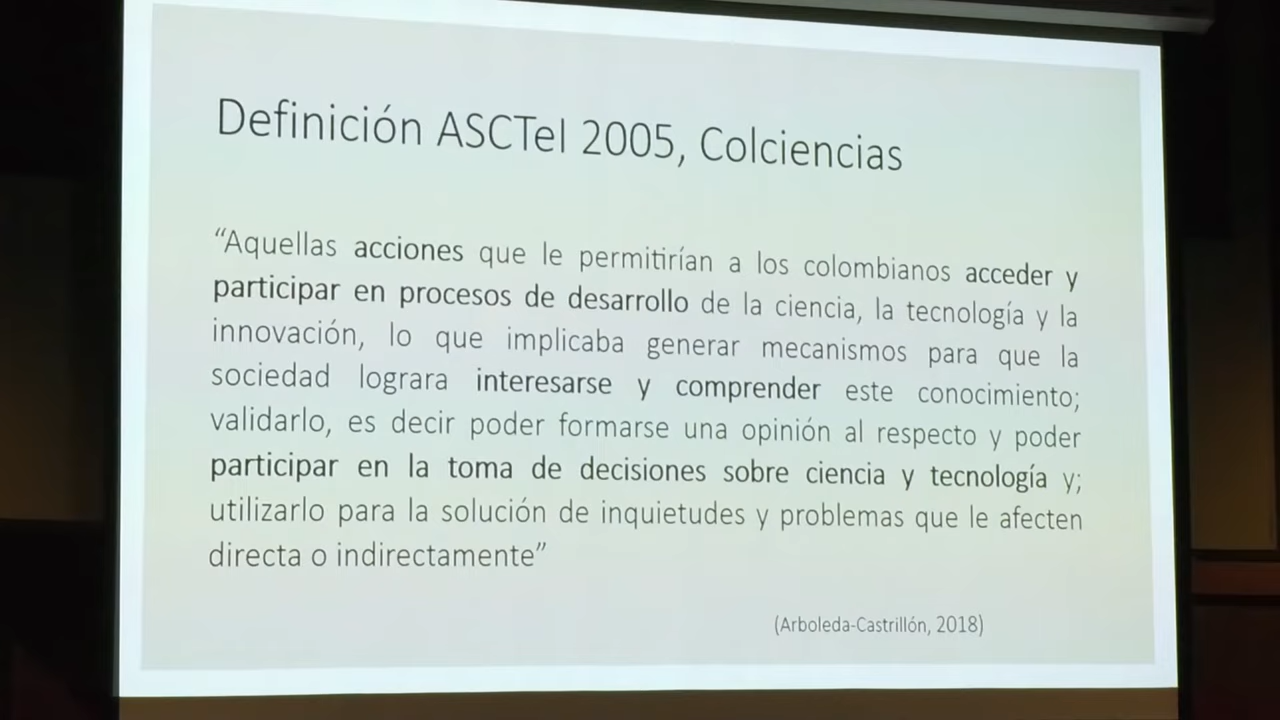 Definición ASCTeI 2005, Colciencias
“Aquellas acciones que le permitirían a los colombianos acceder y
participar en procesos de desarrollo de la ciencia, la tecnología y la
innovación, lo que implicaba generar mecanismos para que la
sociedad lograra interesarse y comprender este conocimiento;
validarlo, es decir poder formarse una opinión al respecto y poder
participar en la toma de decisiones sobre ciencia y tecnología y;
utilizarlo para la solución de inquietudes y problemas que le afecten
directa o indirectamente”
(Arboleda-Castrillón, 2018)